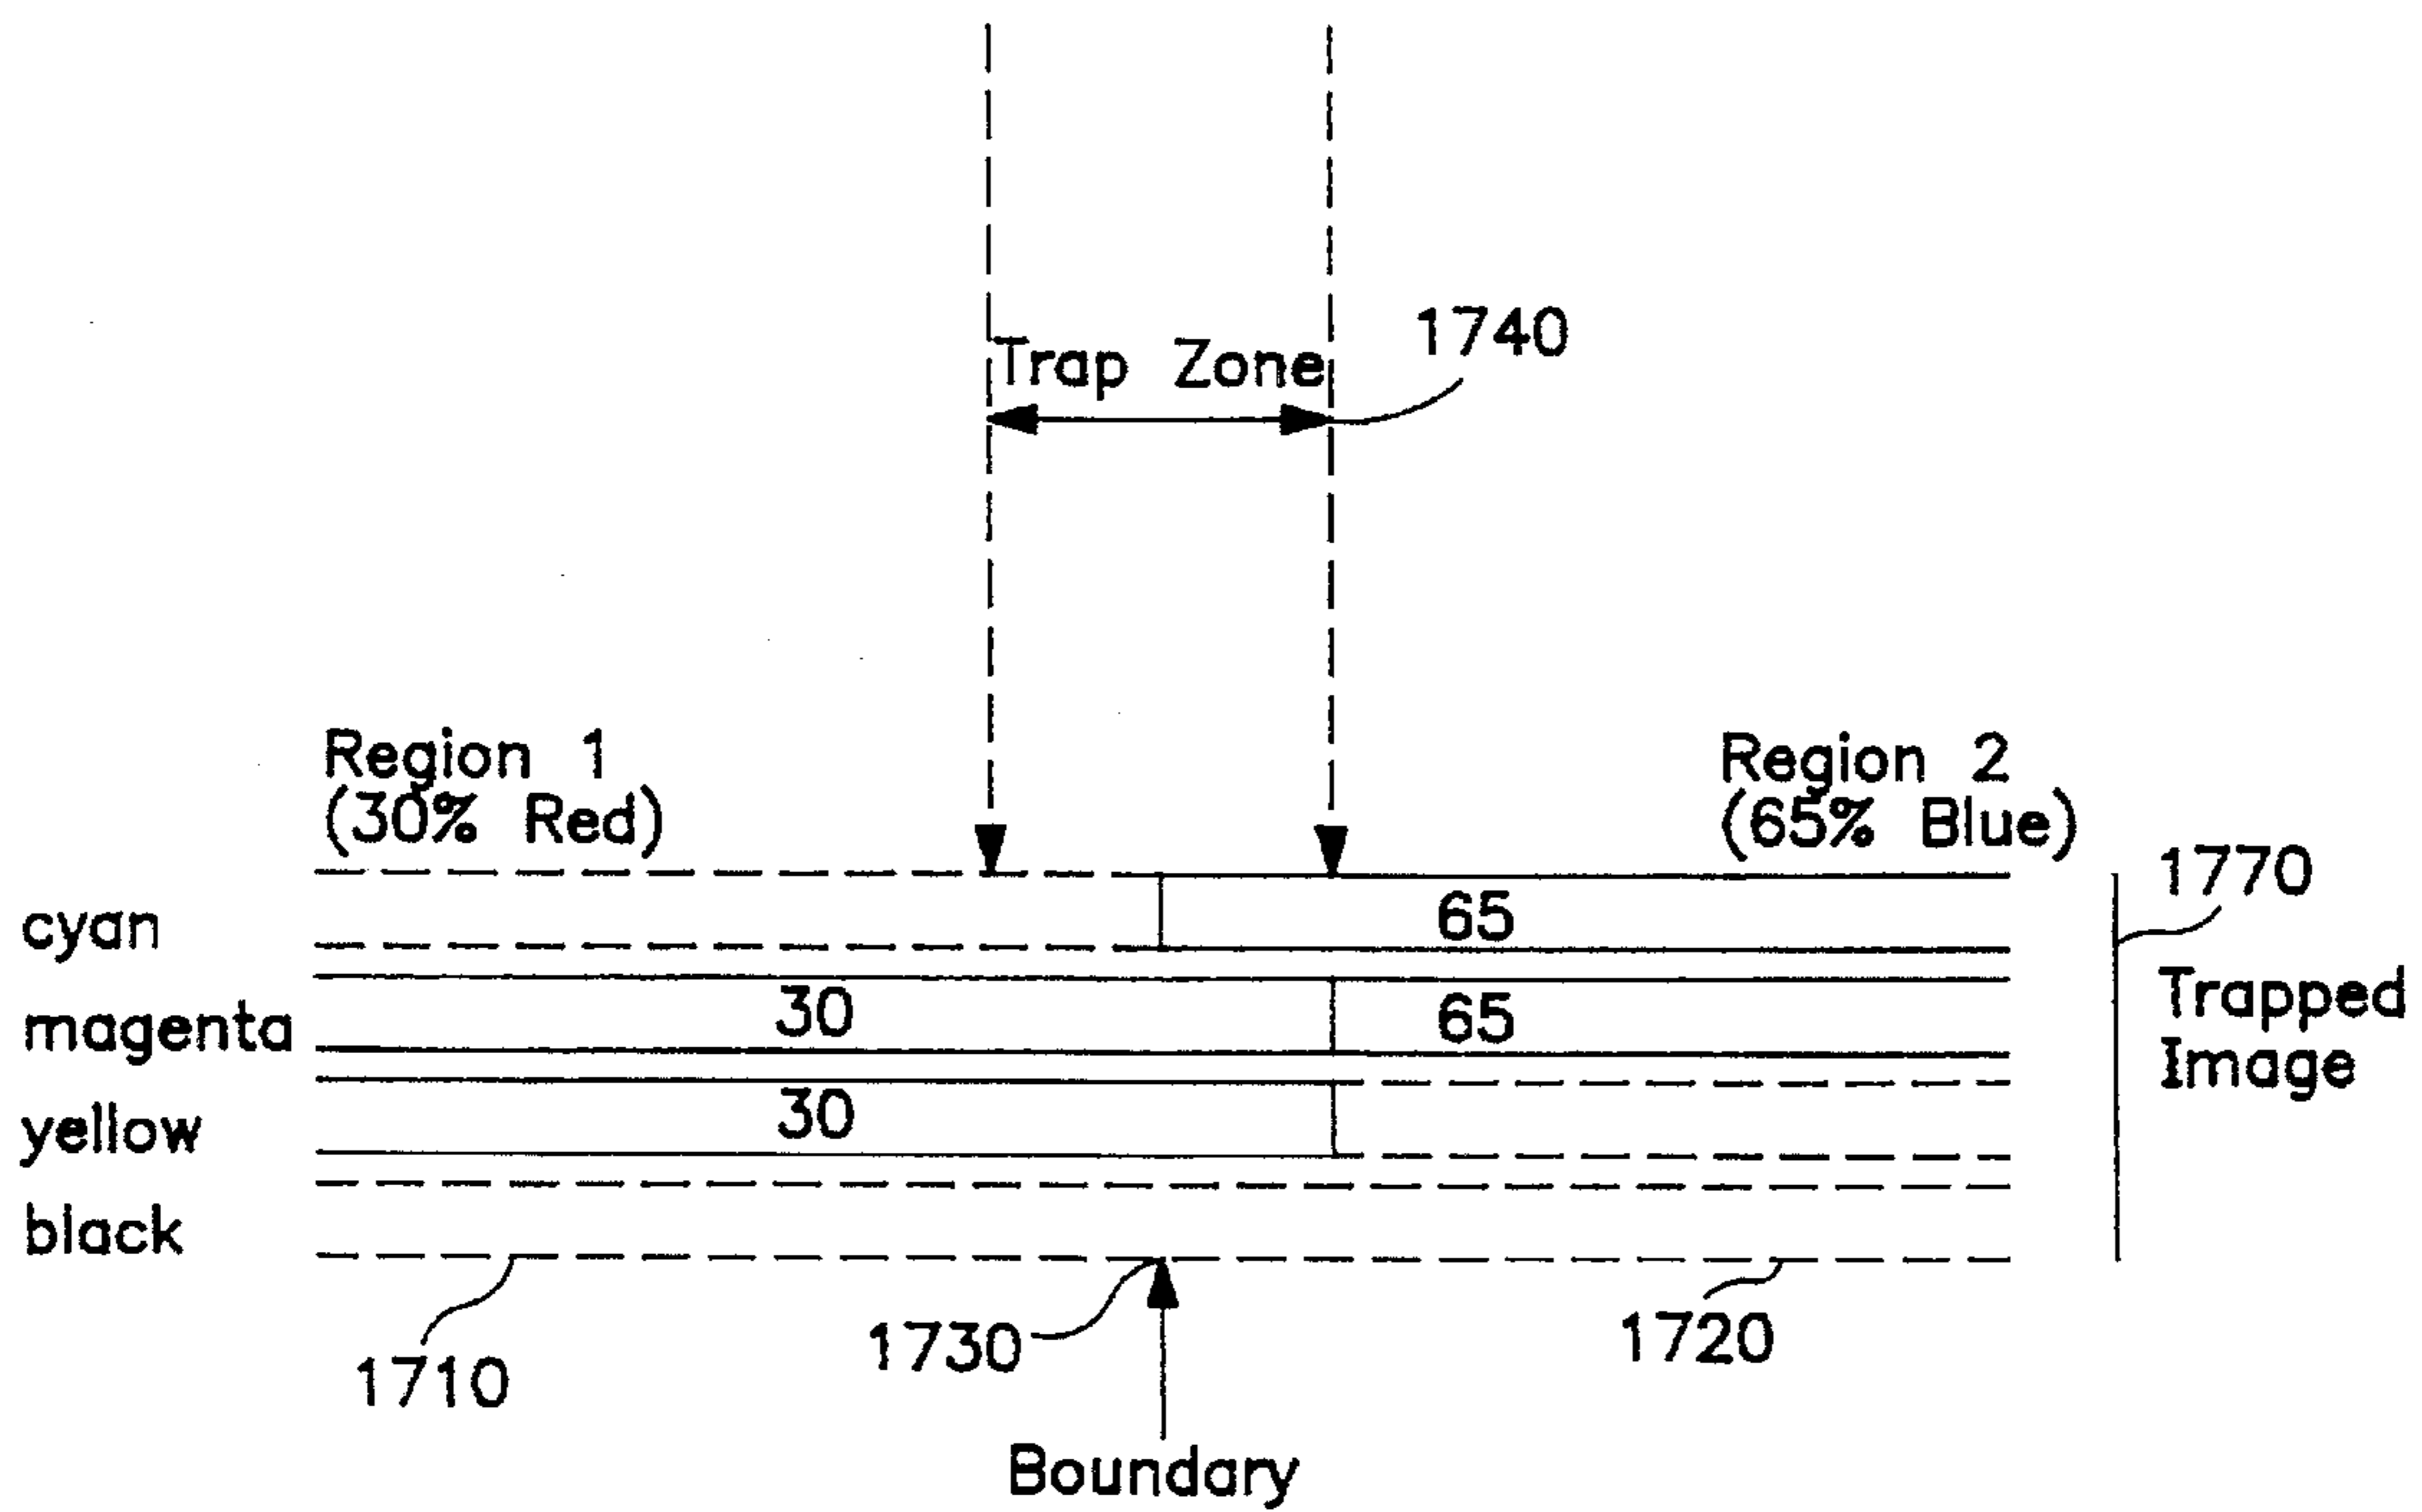 1740
Trap Zone
Region 1
(30% Red)
Region 2
(65% Blue)
1770
cyan
65
magenta
30
65
Trapped
Image
yellow
30
black
1710
1730
1720
Boundary